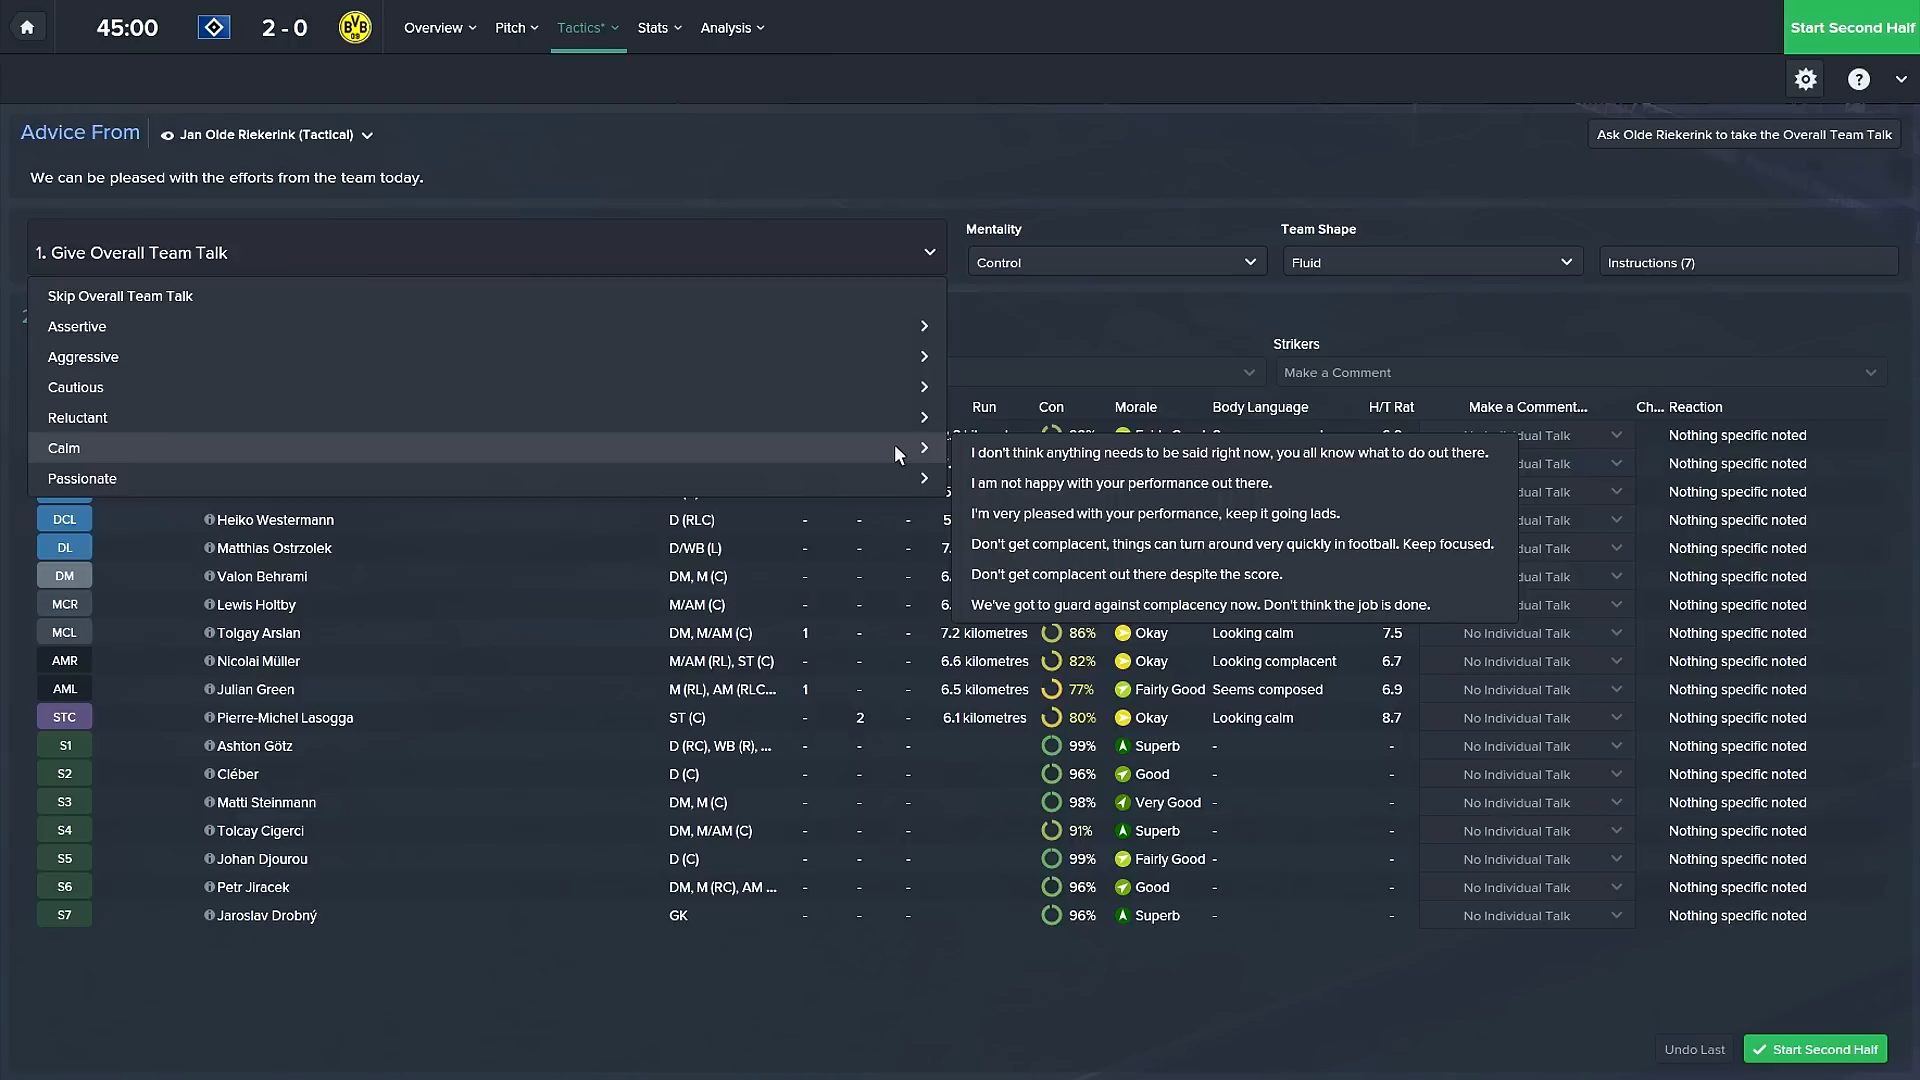 45:00 2 - 0 BVB 09 Overview Pitch Tactics* Stats Analysis Start Second Half
?
Advice From Jan Olde Riekerink (Tactical) Ask Olde Riekerink to take the Overall Team Talk
We can be pleased with the efforts from the team today.
Mentality Team Shape
1. Give Overall Team Talk
Control Fluid Instructions (7)
Skip Overall Team Talk
Assertive
Aggressive
Cautious
Reluctant
Calm
Passionate
Strikers
Make a Comment
Run Con Morale Body Language H/T Rat Make a Comment... Ch... Reaction
Nothing specific noted
Nothing specific noted
Nothing specific noted
I don't think anything needs to be said right now, you all know what to do out there.
I am not happy with your performance out there.
I'm very pleased with your performance, keep it going lads.
Don't get complacent, things can turn around very quickly in football. Keep focused.
Don't get complacent out there despite the score.
We've got to guard against complacency now. Don't think the job is done.
DCL Heiko Westermann D (RLC) - - - Nothing specific noted
DL Matthias Ostrzolek D/WB (L) - - - Nothing specific noted
DM Valon Behrami DM, M (C) - - - Nothing specific noted
MCR Lewis Holtby M/AM (C) - - - Nothing specific noted
MCL Tolgay Arslan DM, M/AM (C) 1 - - 7.2 kilometres 86% Okay Looking calm 7.5 No Individual Talk Nothing specific noted
AMR Nicolai Müller M/AM (RL), ST (C) - - - 6.6 kilometres 82% Okay Looking complacent 6.7 No Individual Talk Nothing specific noted
AML Julian Green M (RL), AM (RLC... 1 - - 6.5 kilometres 77% Fairly Good Seems composed 6.9 No Individual Talk Nothing specific noted
STC Pierre-Michel Lasogga ST (C) - 2 - 6.1 kilometres 80% Okay Looking calm 8.7 No Individual Talk Nothing specific noted
S1 Ashton Götz D (RC), WB (R), ... - - - 99% Superb - - No Individual Talk Nothing specific noted
S2 Cléber D (C) - - - 96% Good - - No Individual Talk Nothing specific noted
S3 Matti Steinmann DM, M (C) - - - 98% Very Good - - No Individual Talk Nothing specific noted
S4 Tolcay Cigerci DM, M/AM (C) - - - 91% Superb - - No Individual Talk Nothing specific noted
S5 Johan Djourou D (C) - - - 99% Fairly Good - - No Individual Talk Nothing specific noted
S6 Petr Jiracek DM, M (RC), AM ... - - - 96% Good - - No Individual Talk Nothing specific noted
S7 Jaroslav Drobný GK - - - 96% Superb - - No Individual Talk Nothing specific noted
Undo Last Start Second Half